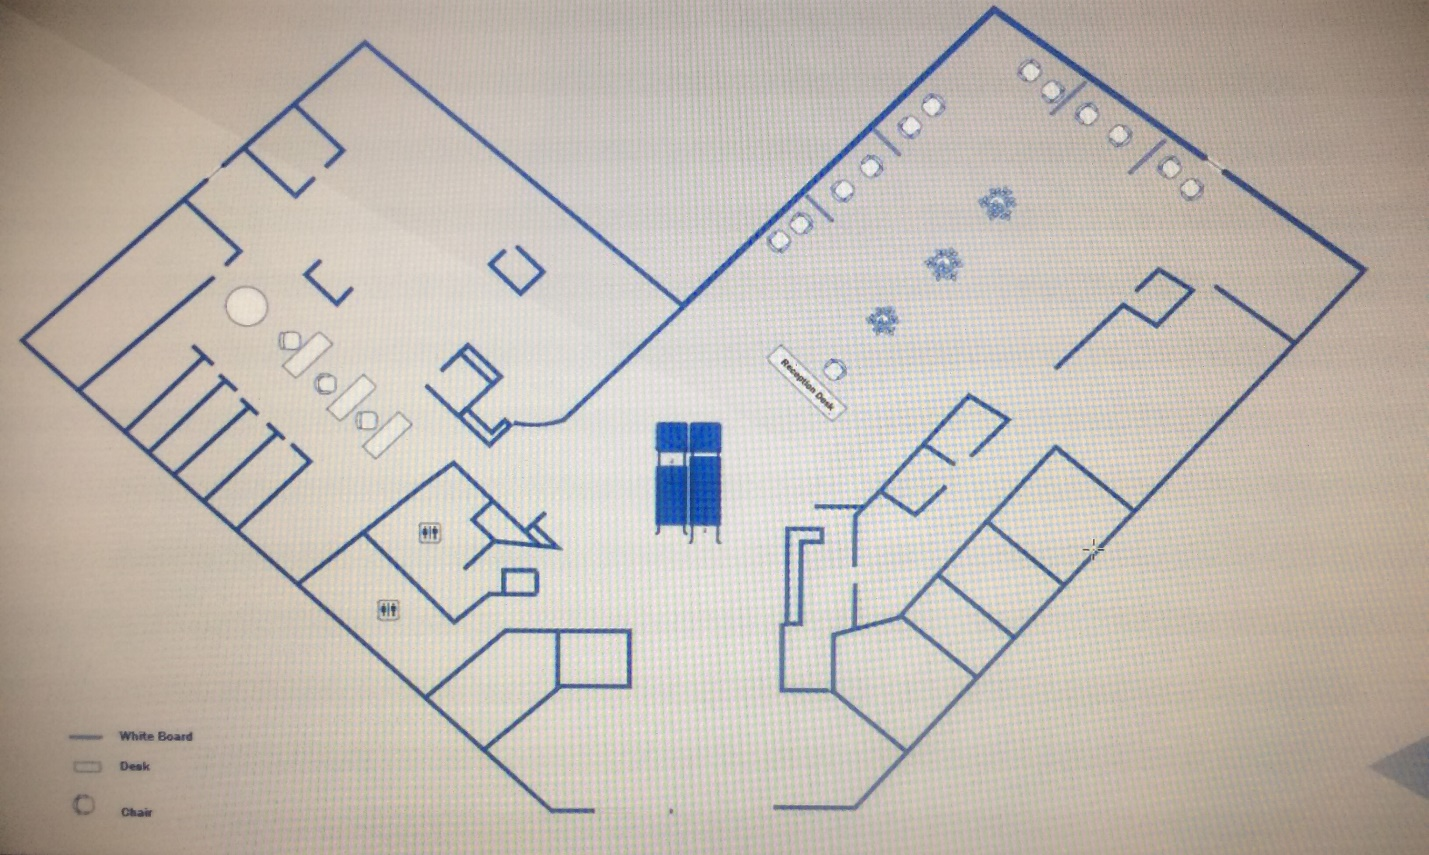 Reception Desk
White Board
Desk
Chair